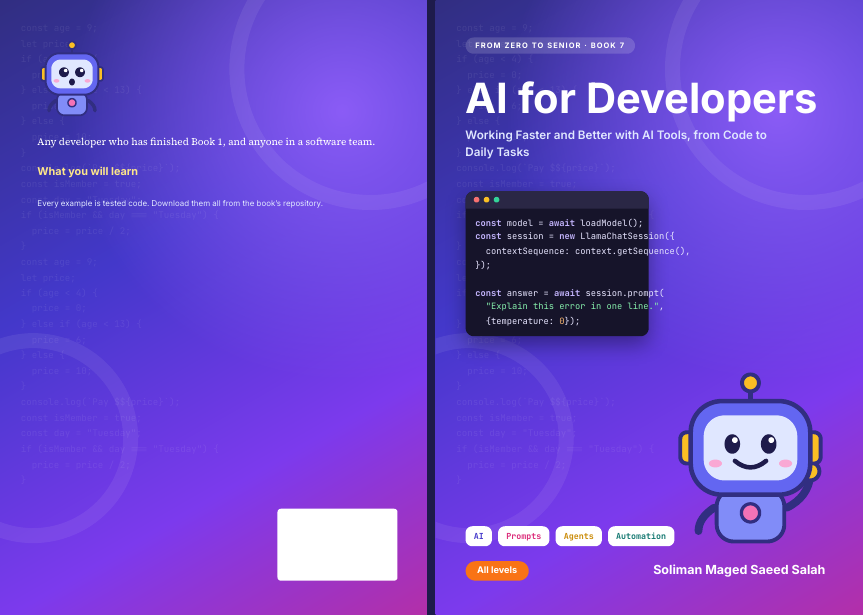 Any developer who has finished Book 1, and anyone in a software team.
What you will learn
Every example is tested code. Download them all from the book's repository.
FROM ZERO TO SENIOR · BOOK 7
AI for Developers
Working Faster and Better with AI Tools, from Code to
Daily Tasks
const model = await loadModel();
const session = new LlamaChatSession({
contextSequence: context.getSequence(),
});
const answer = await session.prompt(
"Explain this error in one line.",
{temperature: 0});
AI Prompts Agents Automation
All levels
Soliman Maged Saeed Salah